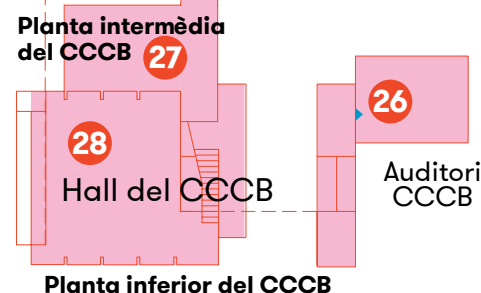 Planta intermèdia
del CCCB
27
26
28
Hall del CCCB
Auditori
CCCB
Planta inferior del CCCB